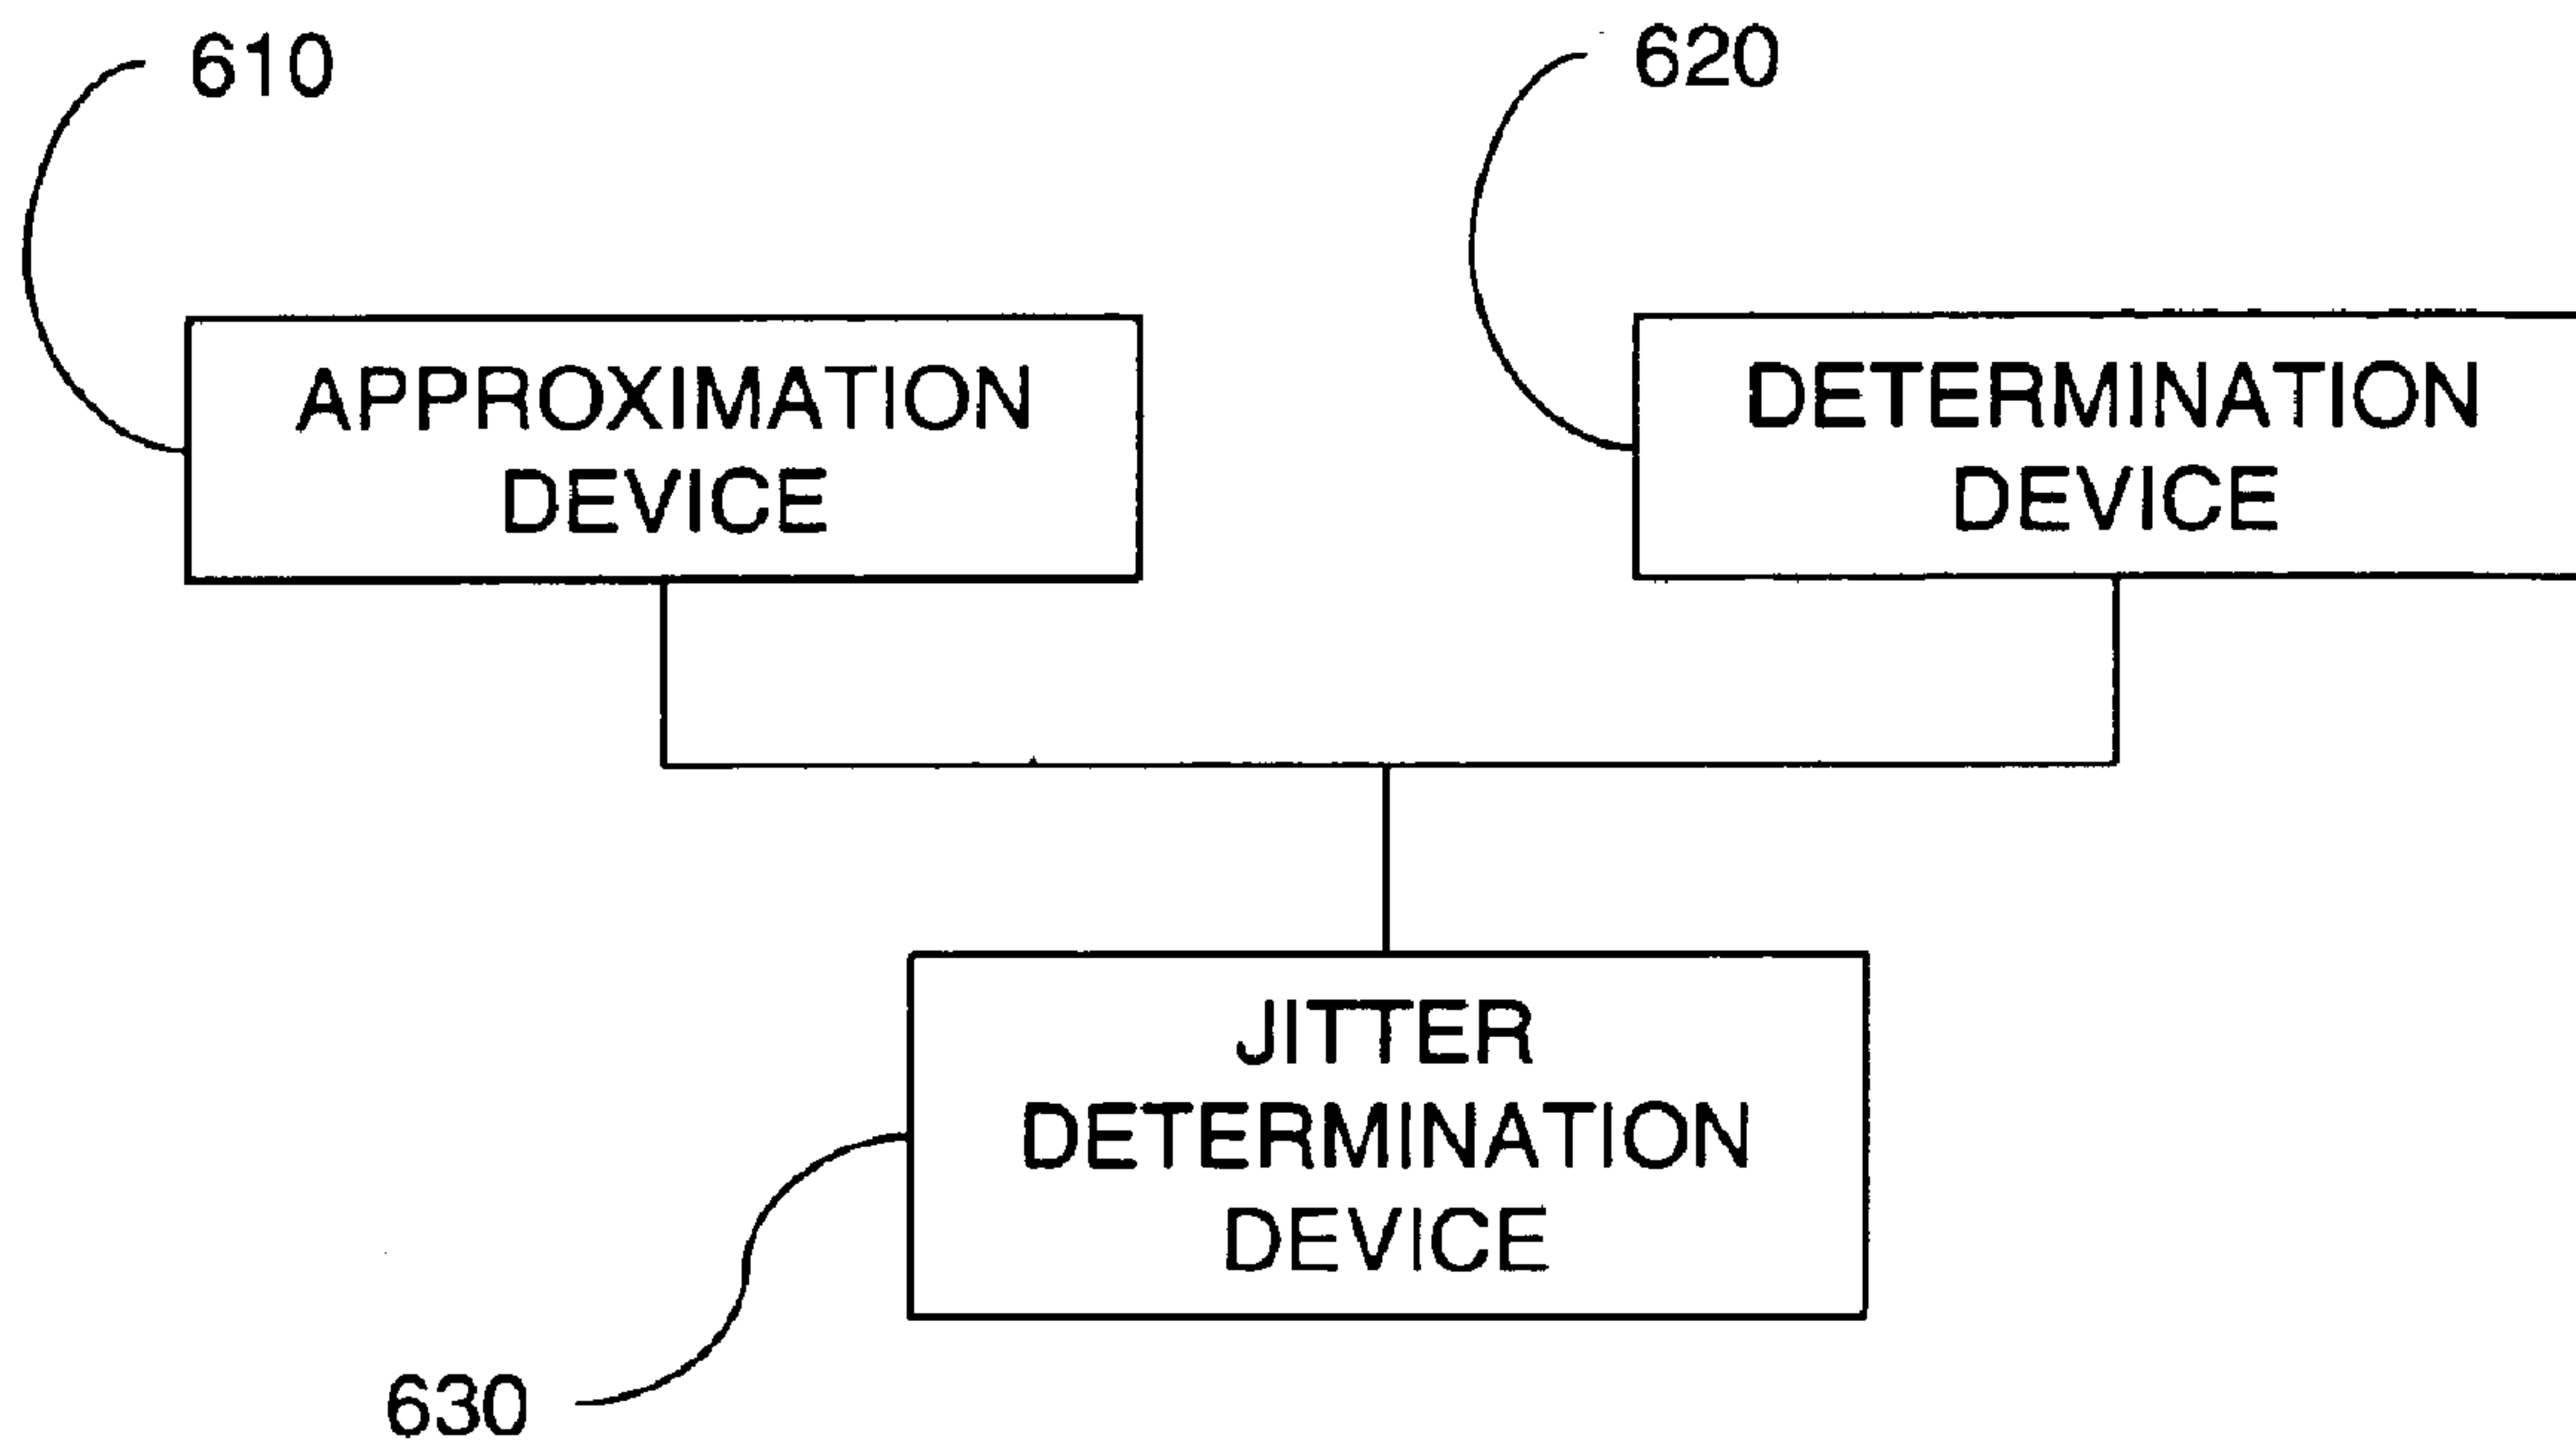 610
620
APPROXIMATION
DEVICE
DETERMINATION
DEVICE
JITTER
DETERMINATION
DEVICE
630